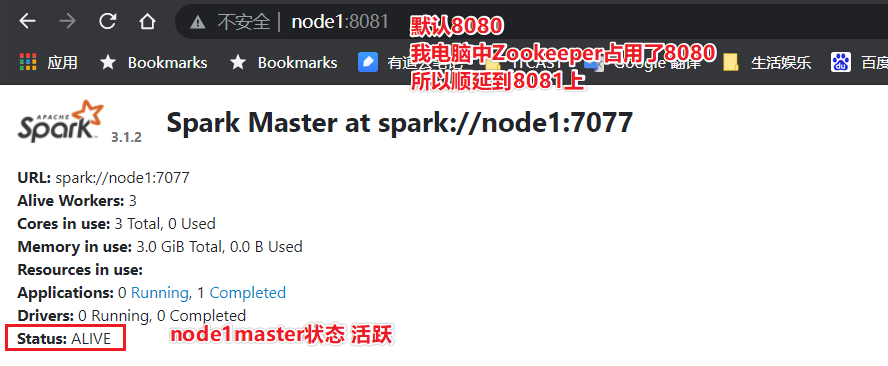 不安全 | node1:8081
默认8080
我电脑中Zookeeper占用了8080
所以顺延到8081上
应用 Bookmarks Bookmarks Google 翻译 生活娱乐 百度
APACHE
Spark 3.1.2
Spark Master at spark://node1:7077
URL: spark://node1:7077
Alive Workers: 3
Cores in use: 3 Total, 0 Used
Memory in use: 3.0 GiB Total, 0.0 B Used
Resources in use:
Applications: 0 Running, 1 Completed
Drivers: 0 Running, 0 Completed
Status: ALIVE
node1master状态 活跃